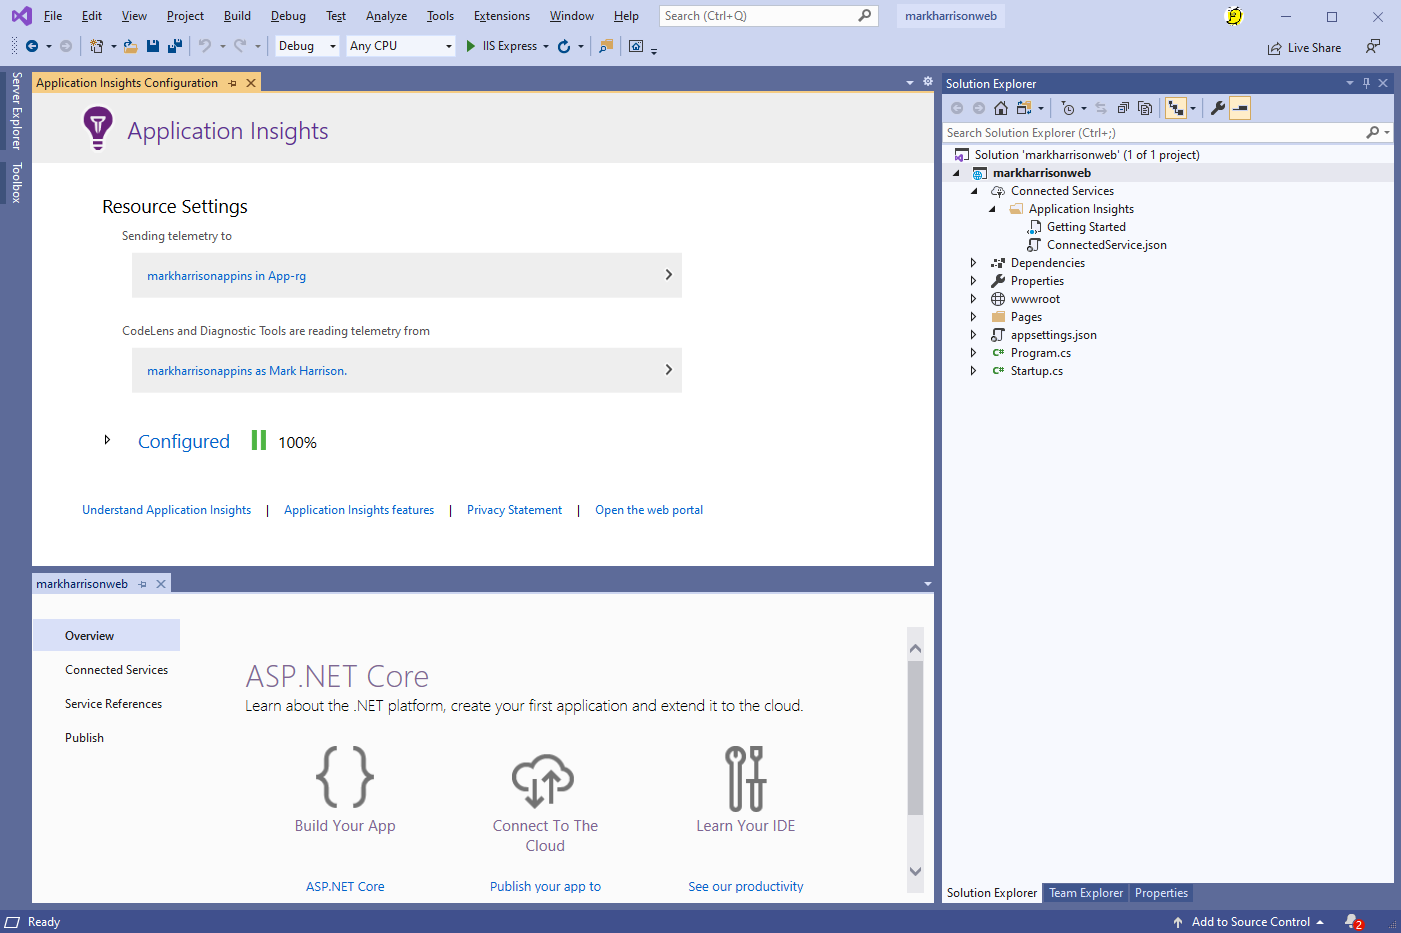 File Edit View Project Build Debug Test Analyze Tools Extensions Window Help Search (Ctrl+Q) markharrisonweb
Debug Any CPU IIS Express Live Share
Server Explorer
Toolbox
Application Insights Configuration
Application Insights
Resource Settings
Sending telemetry to
markharrisonappins in App-rg
CodeLens and Diagnostic Tools are reading telemetry from
markharrisonappins as Mark Harrison.
Configured 100%
Understand Application Insights | Application Insights features | Privacy Statement | Open the web portal
markharrisonweb
Overview
Connected Services
Service References
Publish
ASP.NET Core
Learn about the .NET platform, create your first application and extend it to the cloud.
Build Your App
Connect To The
Cloud
Learn Your IDE
ASP.NET Core
Publish your app to
See our productivity
Solution Explorer
Search Solution Explorer (Ctrl+;)
Solution 'markharrisonweb' (1 of 1 project)
markharrisonweb
Connected Services
Application Insights
Getting Started
ConnectedService.json
Dependencies
Properties
wwwroot
Pages
appsettings.json
C# Program.cs
C# Startup.cs
Solution Explorer Team Explorer Properties
Ready Add to Source Control 2